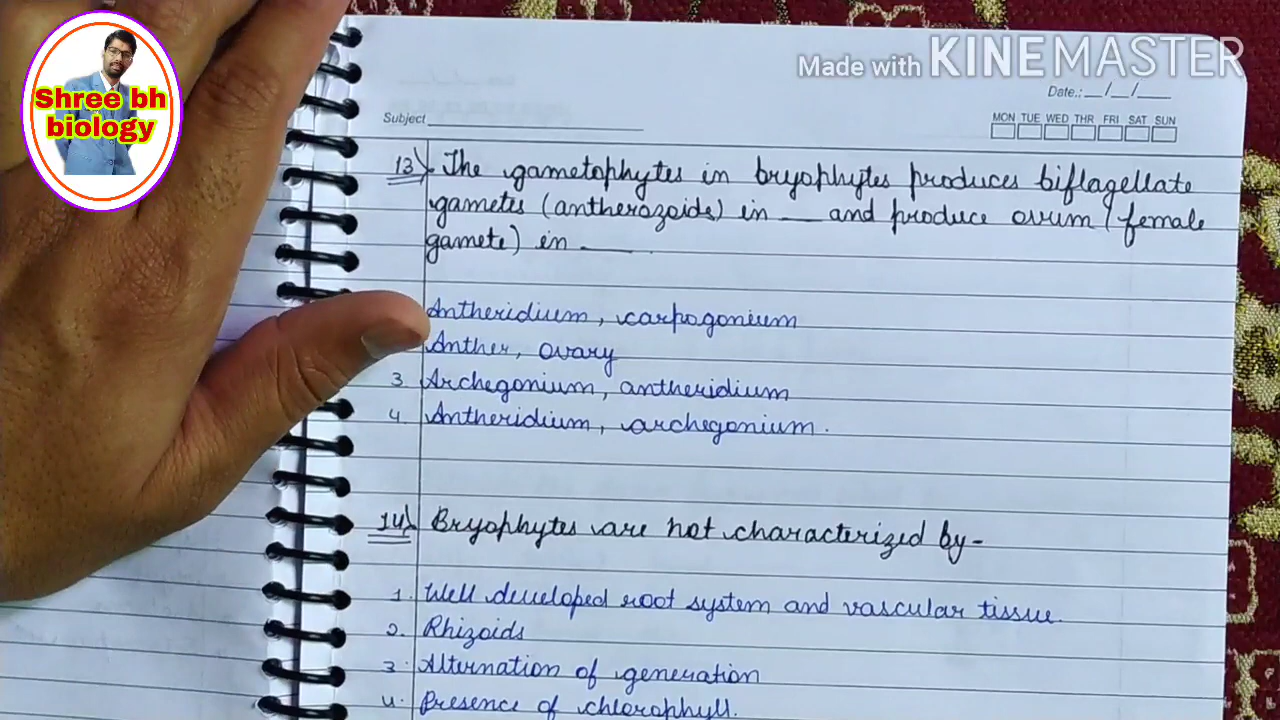 Shree bh
biology
Made with KINEMASTER
Date.: __/__/___
Subject
MON TUE WED THR FRI SAT SUN
13) The gametophytes in bryophytes produces biflagellate
gametes (antherozoids) in ___ and produce ovum (female
gamete) in ____.
Antheridium, carpogonium
Anther, ovary
3. Archegonium, antheridium
4. Antheridium, archegonium.
14) Bryophytes are not characterized by-
1. Well developed root system and vascular tissue.
2. Rhizoids
3. Alternation of generation
4. Presence of chlorophyll.